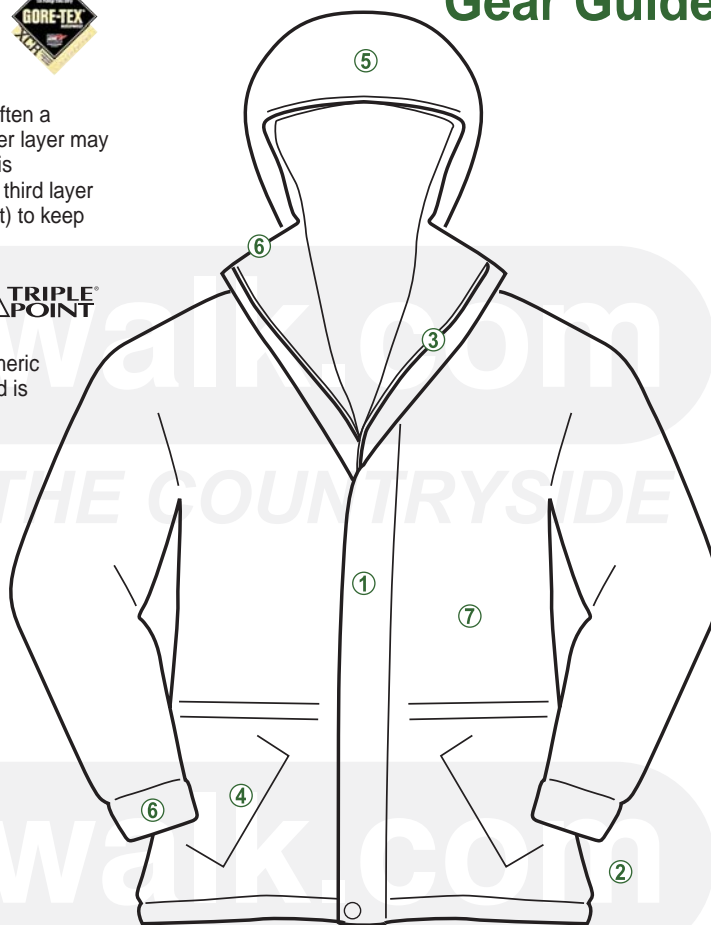 Gear Guide
GORE-TEX®
XCR
ften a
er layer may
is
third layer
t) to keep
TRIPLE®
POINT
neric
d is
walk.com
THE COUNTRYSIDE
walk.com
5
6
3
1
7
4
6
2